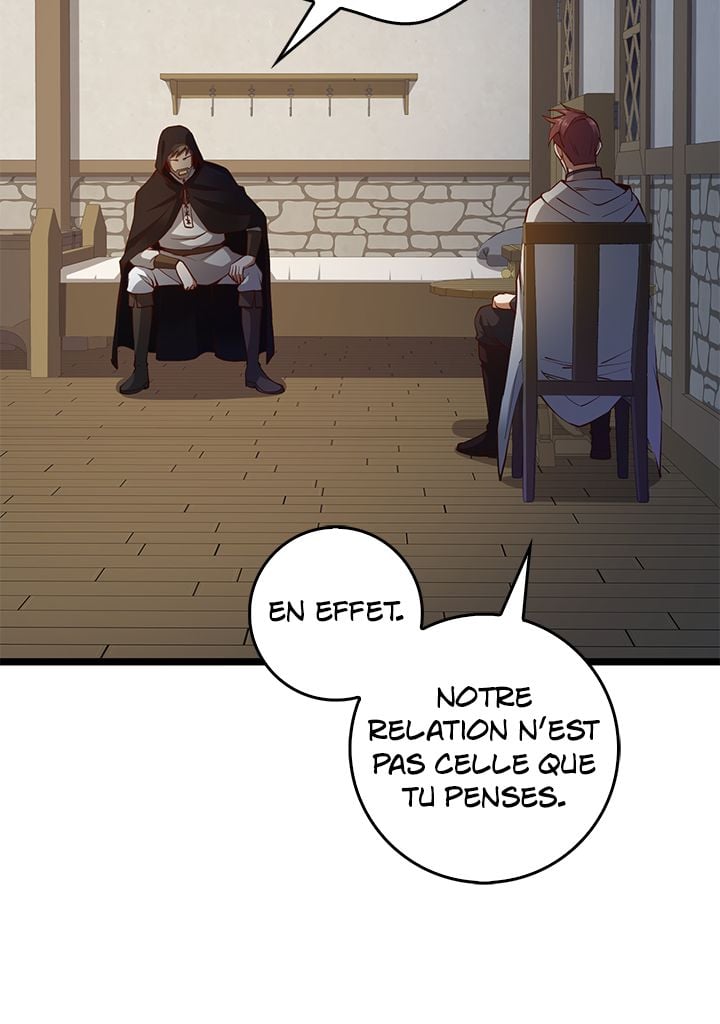 EN EFFET.
NOTRE
RELATION N'EST
PAS CELLE QUE
TU PENSES.